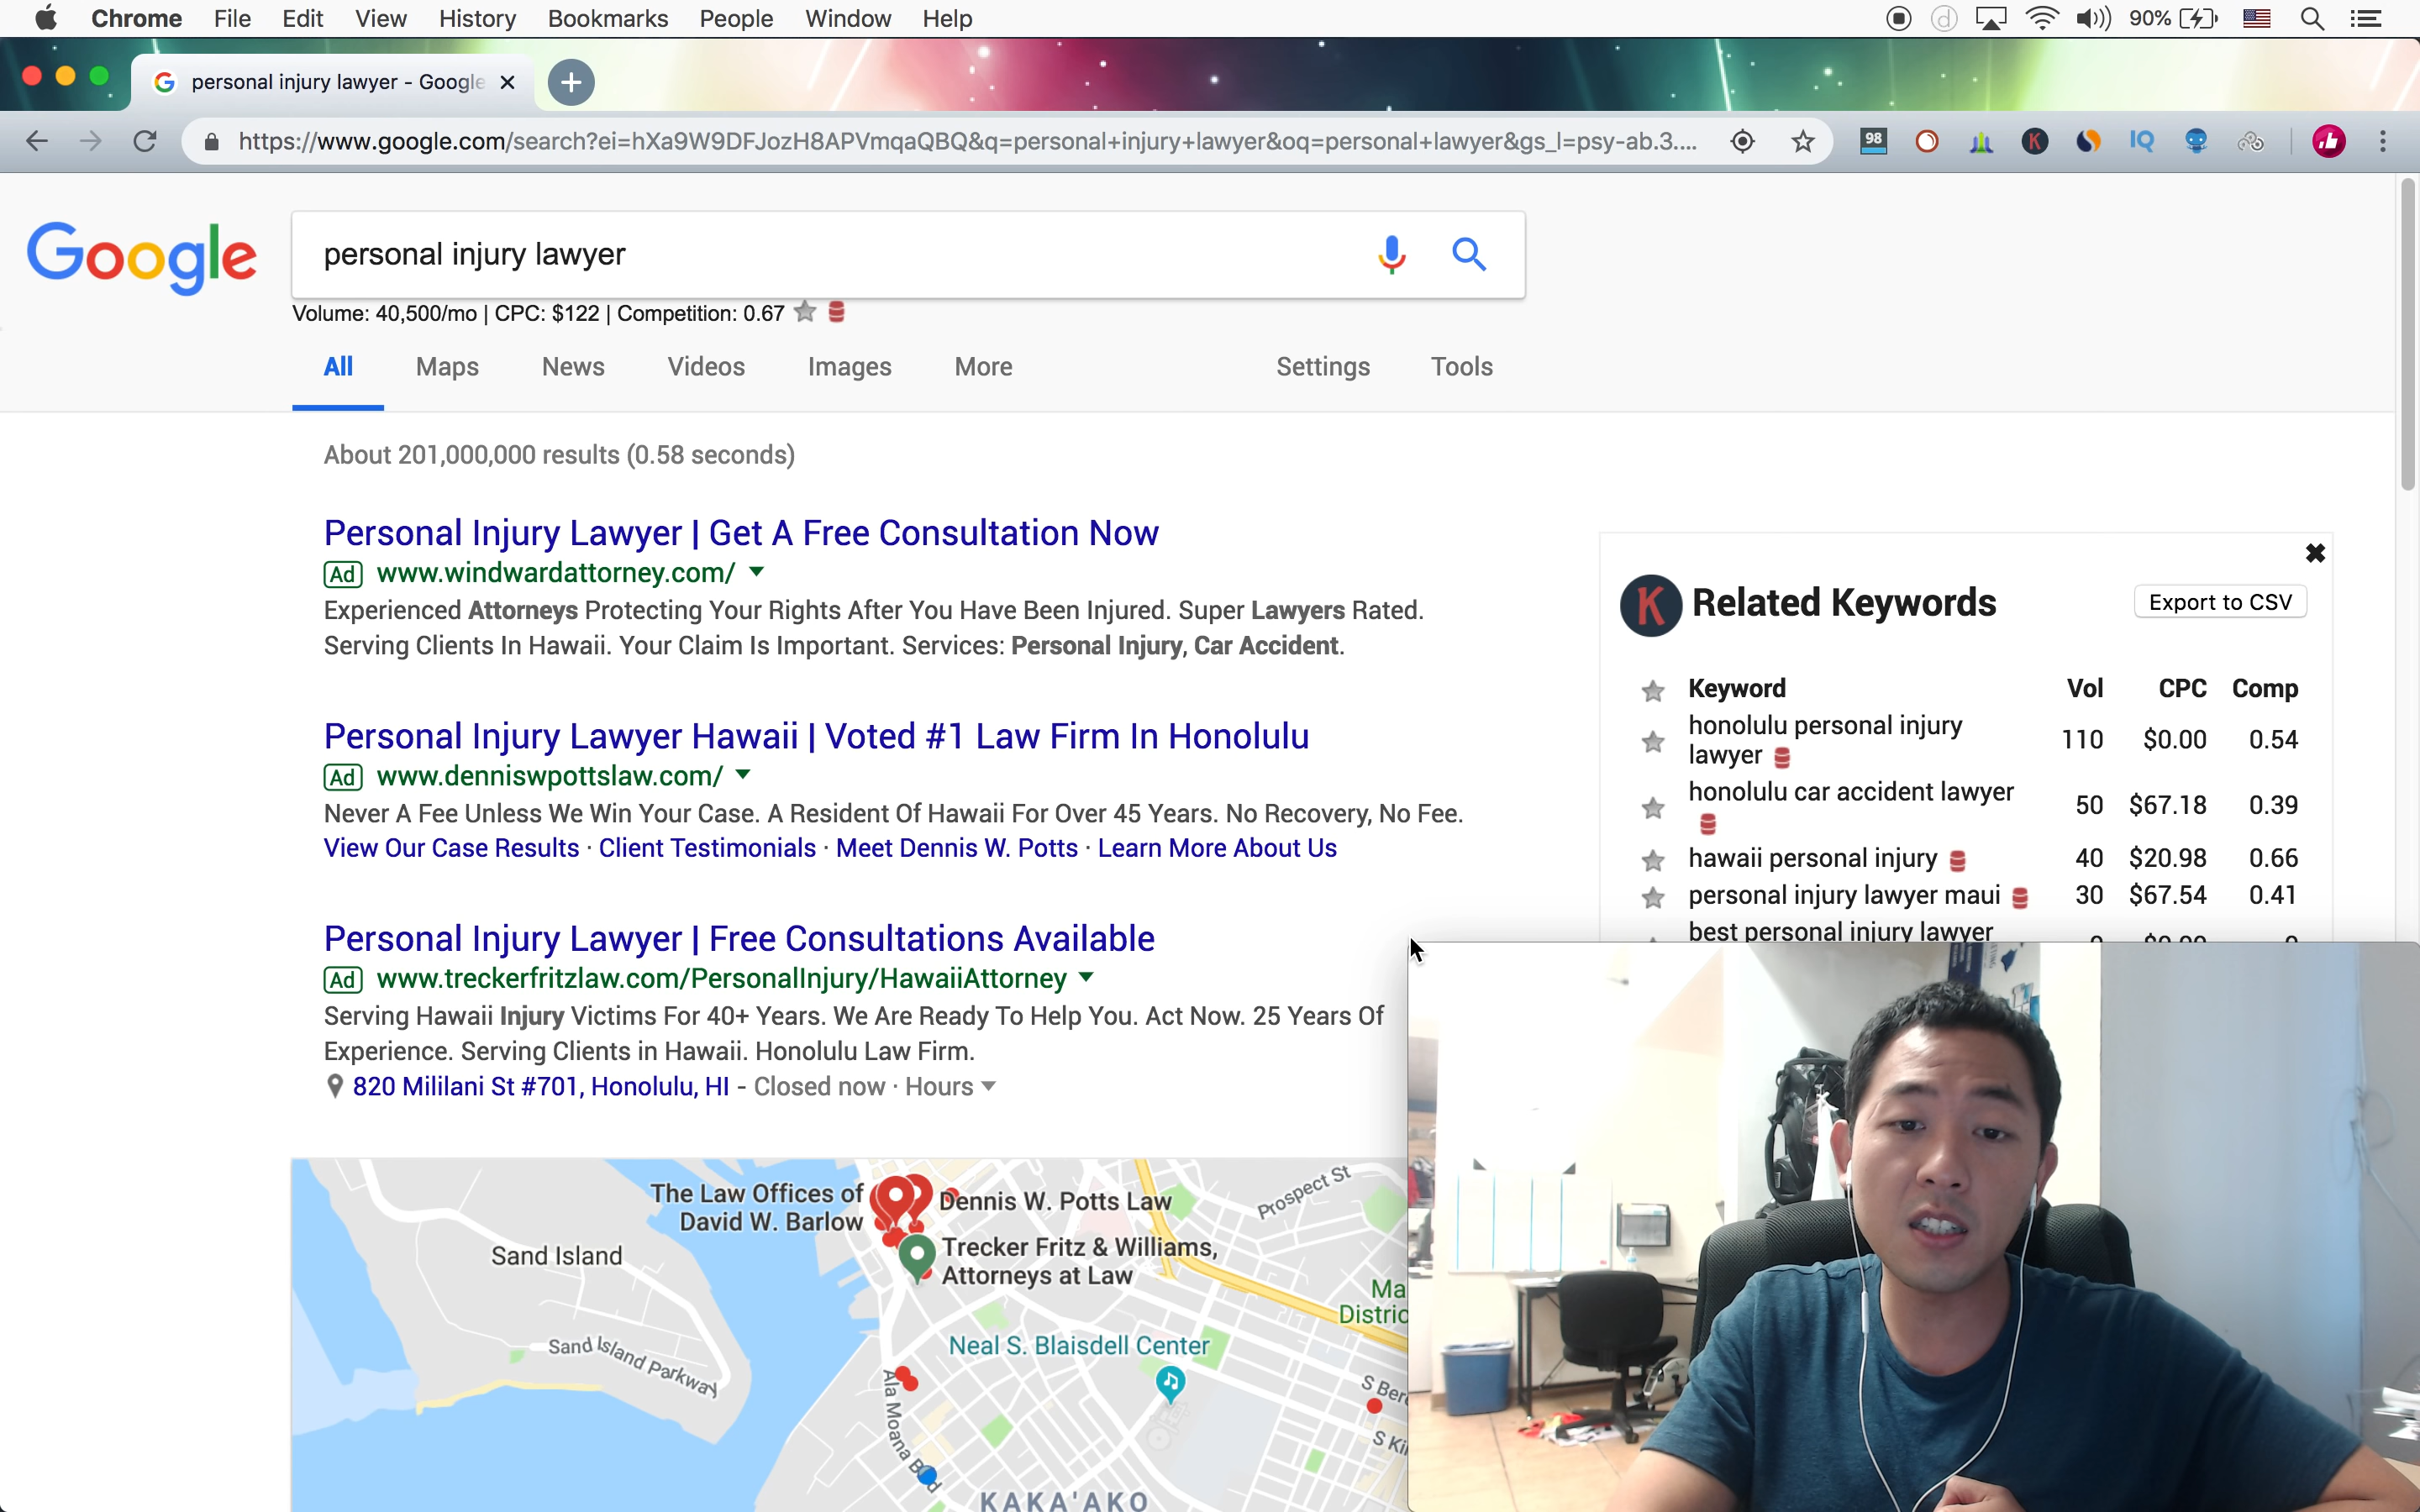 Chrome File Edit View History Bookmarks People Window Help 90%
personal injury lawyer - Google
https://www.google.com/search?ei=hXa9W9DFJozH8APVmqaQBQ&q=personal+injury+lawyer&oq=personal+lawyer&gs_l=psy-ab.3.... 98 K IQ
Google
personal injury lawyer
Volume: 40,500/mo | CPC: $122 | Competition: 0.67
All Maps News Videos Images More Settings Tools
About 201,000,000 results (0.58 seconds)
Personal Injury Lawyer | Get A Free Consultation Now
Ad www.windwardattorney.com/
Experienced Attorneys Protecting Your Rights After You Have Been Injured. Super Lawyers Rated.
Serving Clients In Hawaii. Your Claim Is Important. Services: Personal Injury, Car Accident.
Personal Injury Lawyer Hawaii | Voted #1 Law Firm In Honolulu
Ad www.denniswpottslaw.com/
Never A Fee Unless We Win Your Case. A Resident Of Hawaii For Over 45 Years. No Recovery, No Fee.
View Our Case Results · Client Testimonials · Meet Dennis W. Potts · Learn More About Us
Personal Injury Lawyer | Free Consultations Available
Ad www.treckerfritzlaw.com/PersonalInjury/HawaiiAttorney
Serving Hawaii Injury Victims For 40+ Years. We Are Ready To Help You. Act Now. 25 Years Of
Experience. Serving Clients in Hawaii. Honolulu Law Firm.
820 Mililani St #701, Honolulu, HI - Closed now · Hours
K Related Keywords Export to CSV
Keyword Vol CPC Comp
honolulu personal injury
lawyer 110 $0.00 0.54
honolulu car accident lawyer 50 $67.18 0.39
hawaii personal injury 40 $20.98 0.66
personal injury lawyer maui 30 $67.54 0.41
best personal injury lawyer
The Law Offices of
David W. Barlow
Dennis W. Potts Law
Trecker Fritz & Williams,
Attorneys at Law
Prospect St
Sand Island
Sand Island Parkway
Neal S. Blaisdell Center
Ala Moana Blvd
KAKA'AKO